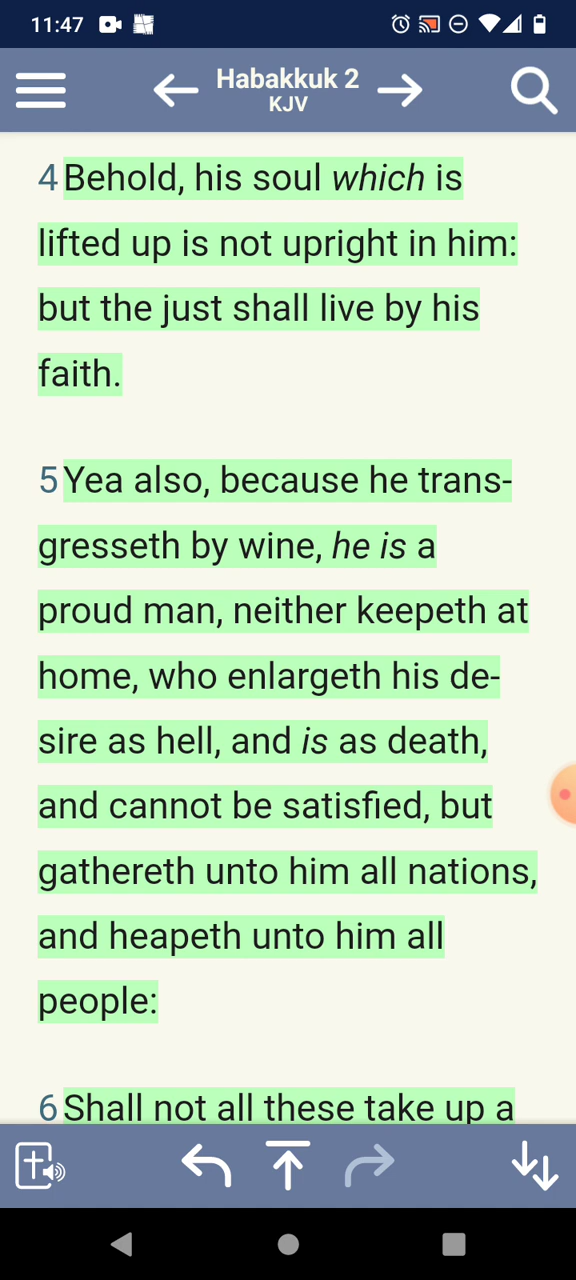 11:47
Habakkuk 2
KJV
4 Behold, his soul which is
lifted up is not upright in him:
but the just shall live by his
faith.
5 Yea also, because he trans-
gresseth by wine, he is a
proud man, neither keepeth at
home, who enlargeth his de-
sire as hell, and is as death,
and cannot be satisfied, but
gathereth unto him all nations,
and heapeth unto him all
people:
6 Shall not all these take up a